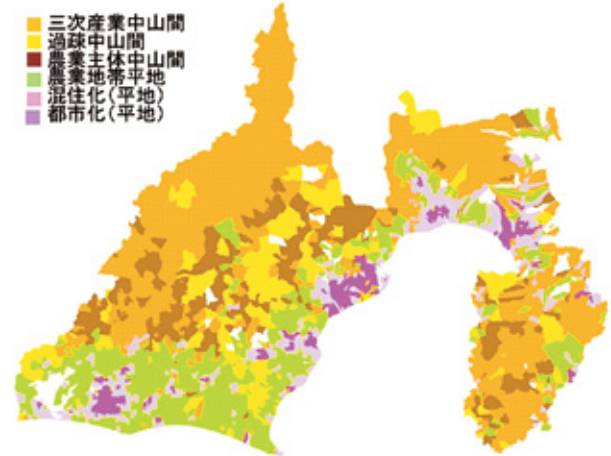 三次産業中山間
過疎中山間
農業主体中山間
農業地帯平地
混住化(平地)
都市化(平地)